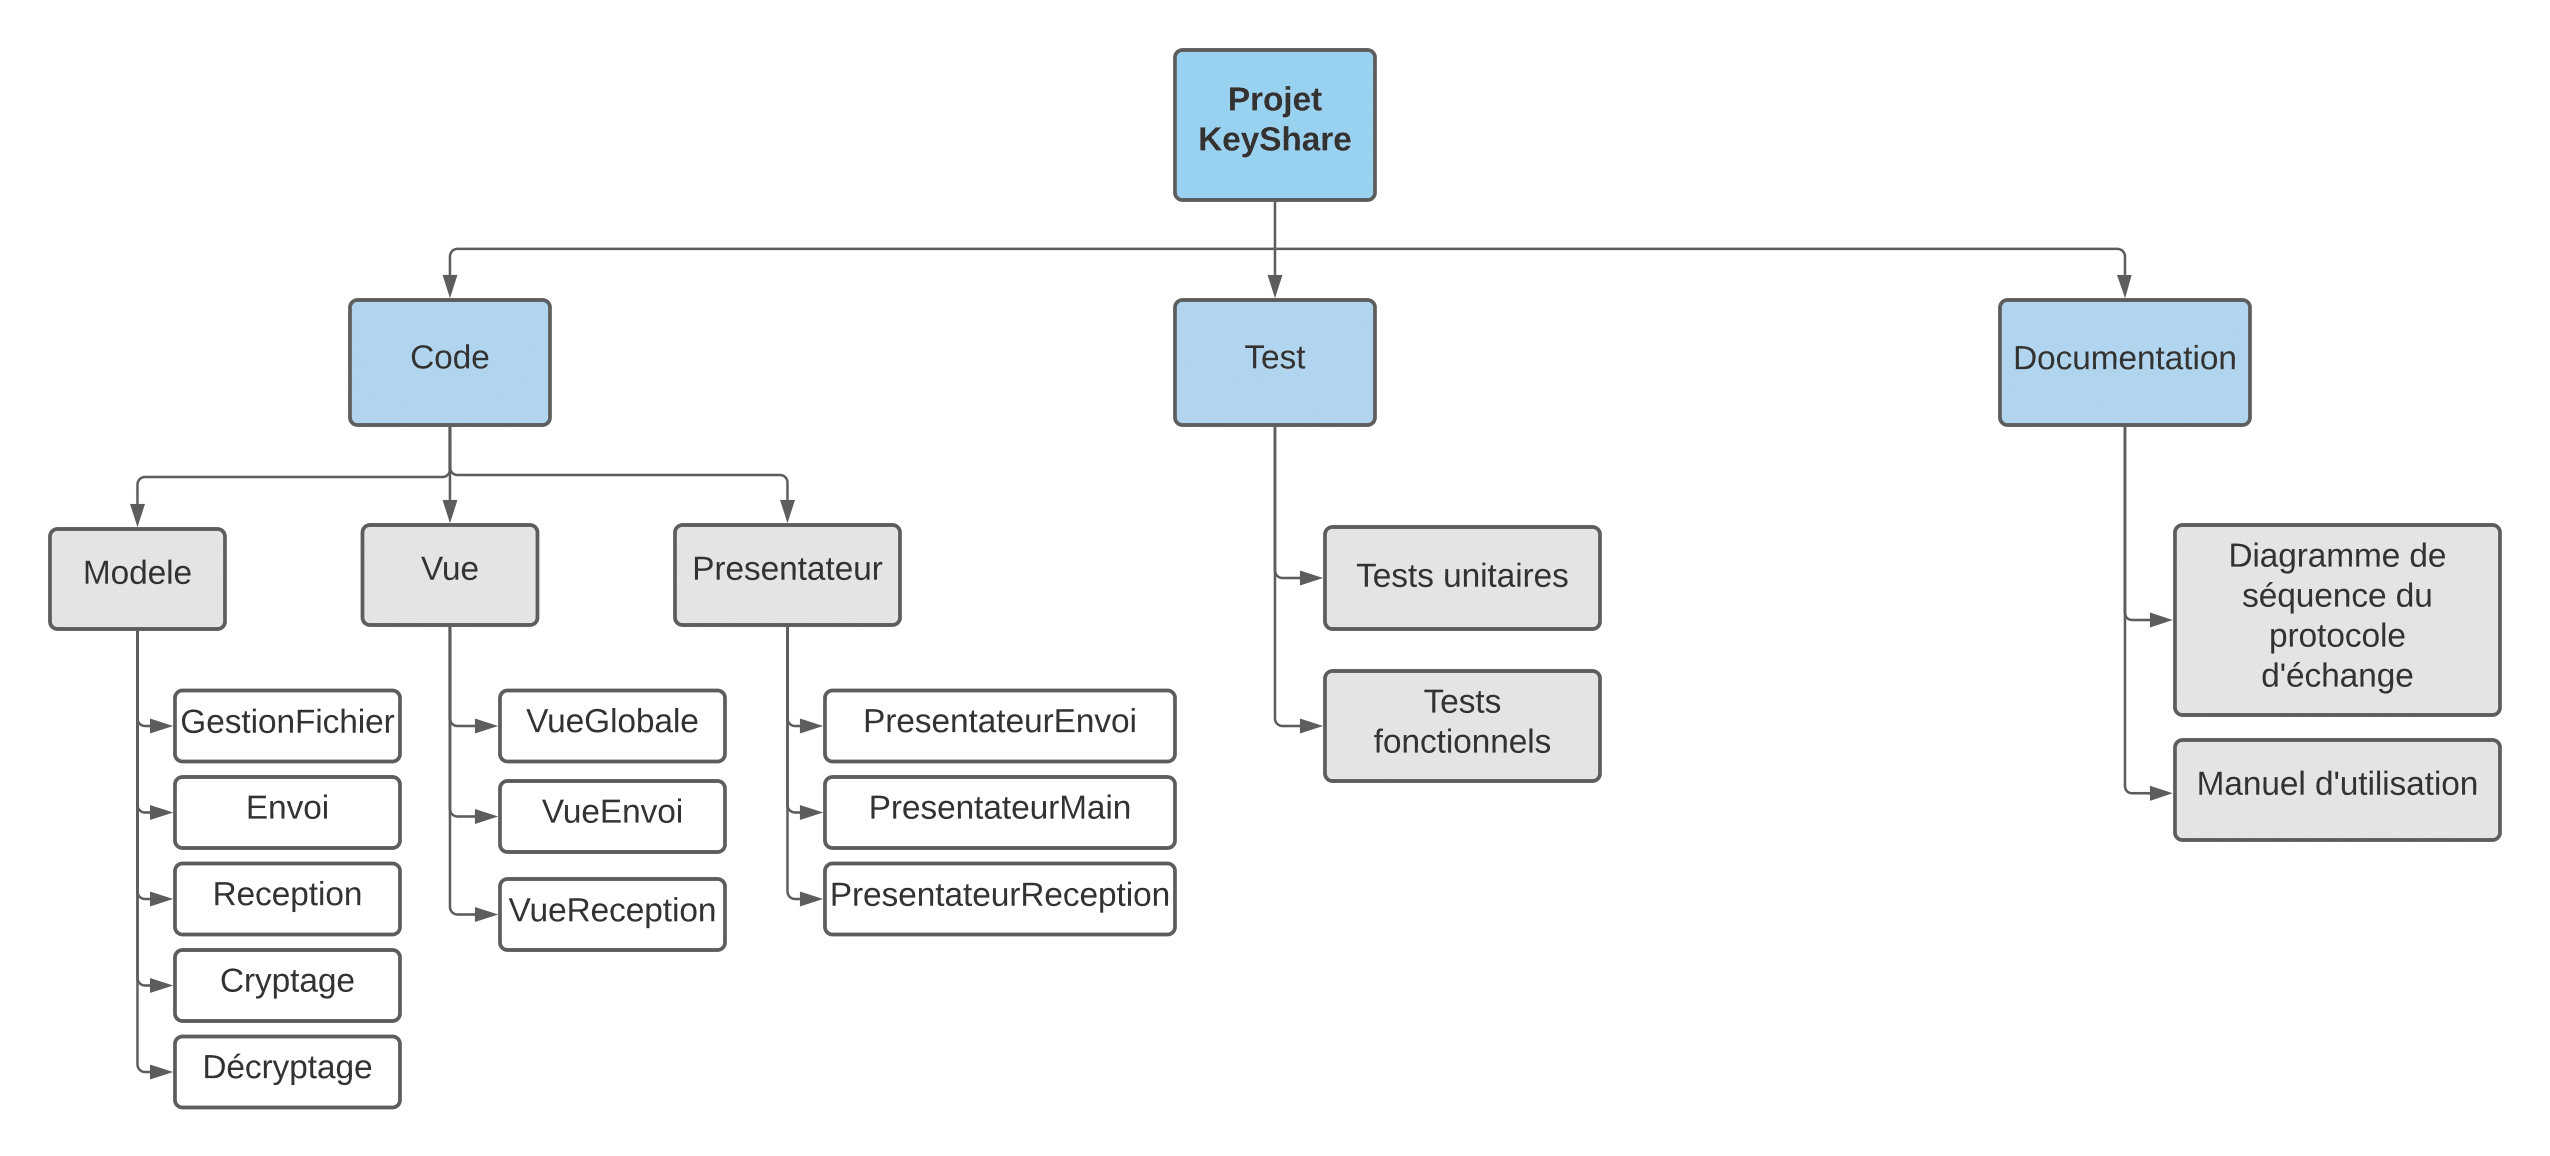 Projet
KeyShare
Code
Test
Documentation
Modele
Vue
Presentateur
GestionFichier
Envoi
Reception
Cryptage
Décryptage
VueGlobale
VueEnvoi
VueReception
PresentateurEnvoi
PresentateurMain
PresentateurReception
Tests unitaires
Tests
fonctionnels
Diagramme de
séquence du
protocole
d'échange
Manuel d'utilisation